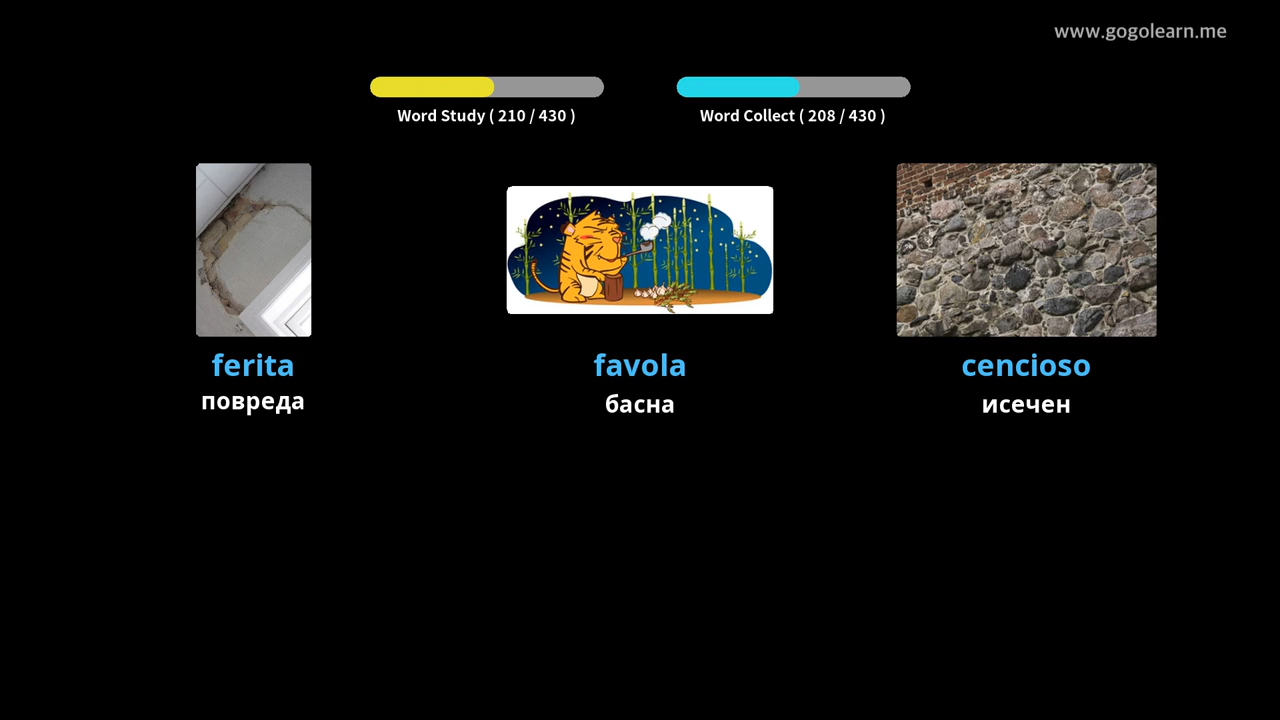 www.gogolearn.me
Word Study ( 210 / 430 )
Word Collect ( 208 / 430 )
ferita
повреда
favola
басна
cencioso
исечен